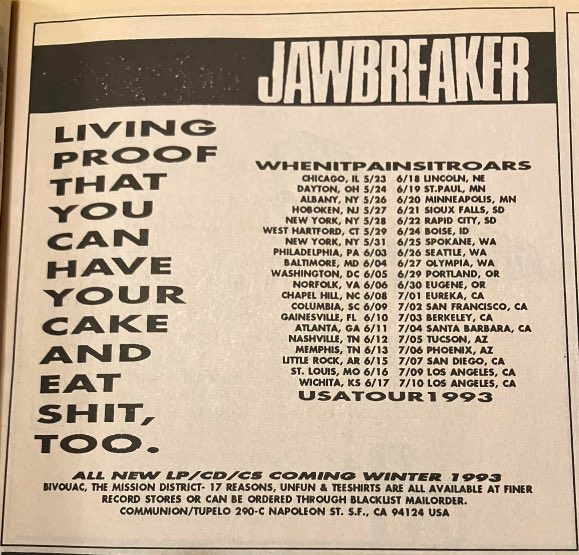 JAWBREAKER
LIVING
PROOF
THAT
YOU
CAN
HAVE
YOUR
CAKE
AND
EAT
SHIT,
TOO.
WHENITPAINSITROARS
CHICAGO, IL 5/23 6/18 LINCOLN, NE
DAYTON, OH 5/24 6/19 ST.PAUL, MN
ALBANY, NY 5/26 6/20 MINNEAPOLIS, MN
HOBOKEN, NJ 5/27 6/21 SIOUX FALLS, SD
NEW YORK, NY 5/28 6/22 RAPID CITY, SD
WEST HARTFORD, CT 5/29 6/24 BOISE, ID
NEW YORK, NY 5/31 6/25 SPOKANE, WA
PHILADELPHIA, PA 6/03 6/26 SEATTLE, WA
BALTIMORE, MD 6/04 6/27 OLYMPIA, WA
WASHINGTON, DC 6/05 6/29 PORTLAND, OR
NORFOLK, VA 6/06 6/30 EUGENE, OR
CHAPEL HILL, NC 6/08 7/01 EUREKA, CA
COLUMBIA, SC 6/09 7/02 SAN FRANCISCO, CA
GAINESVILLE, FL 6/10 7/03 BERKELEY, CA
ATLANTA, GA 6/11 7/04 SANTA BARBARA, CA
NASHVILLE, TN 6/12 7/05 TUCSON, AZ
MEMPHIS, TN 6/13 7/06 PHOENIX, AZ
LITTLE ROCK, AR 6/15 7/07 SAN DIEGO, CA
ST. LOUIS, MO 6/16 7/09 LOS ANGELES, CA
WICHITA, KS 6/17 7/10 LOS ANGELES, CA
USATOUR1993
ALL NEW LP/CD/CS COMING WINTER 1993
BIVOUAC, THE MISSION DISTRICT- 17 REASONS, UNFUN & TEESHIRTS ARE ALL AVAILABLE AT FINER
RECORD STORES OR CAN BE ORDERED THROUGH BLACKLIST MAILORDER.
COMMUNION/TUPELO 290-C NAPOLEON ST. S.F., CA 94124 USA